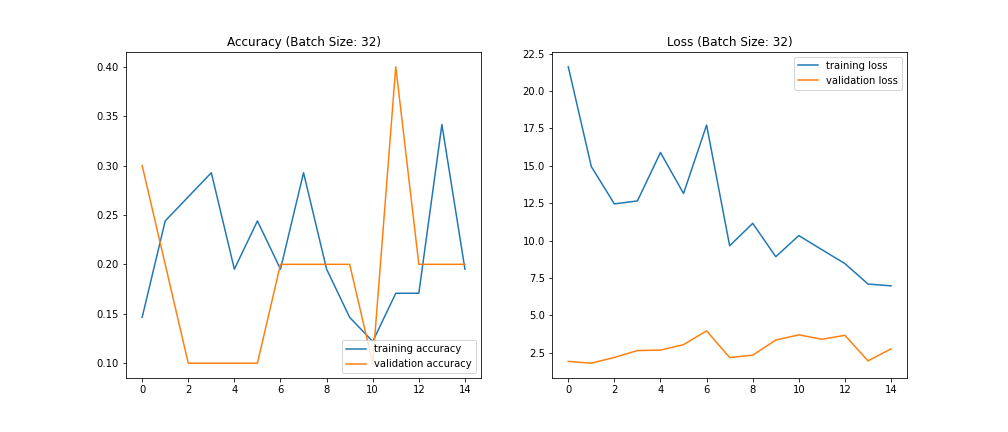 Accuracy (Batch Size: 32)
0.40
0.35
0.30
0.25
0.20
0.15
0.10
0 2 4 6 8 10 12 14
training accuracy
validation accuracy
Loss (Batch Size: 32)
22.5
20.0
17.5
15.0
12.5
10.0
7.5
5.0
2.5
0 2 4 6 8 10 12 14
training loss
validation loss